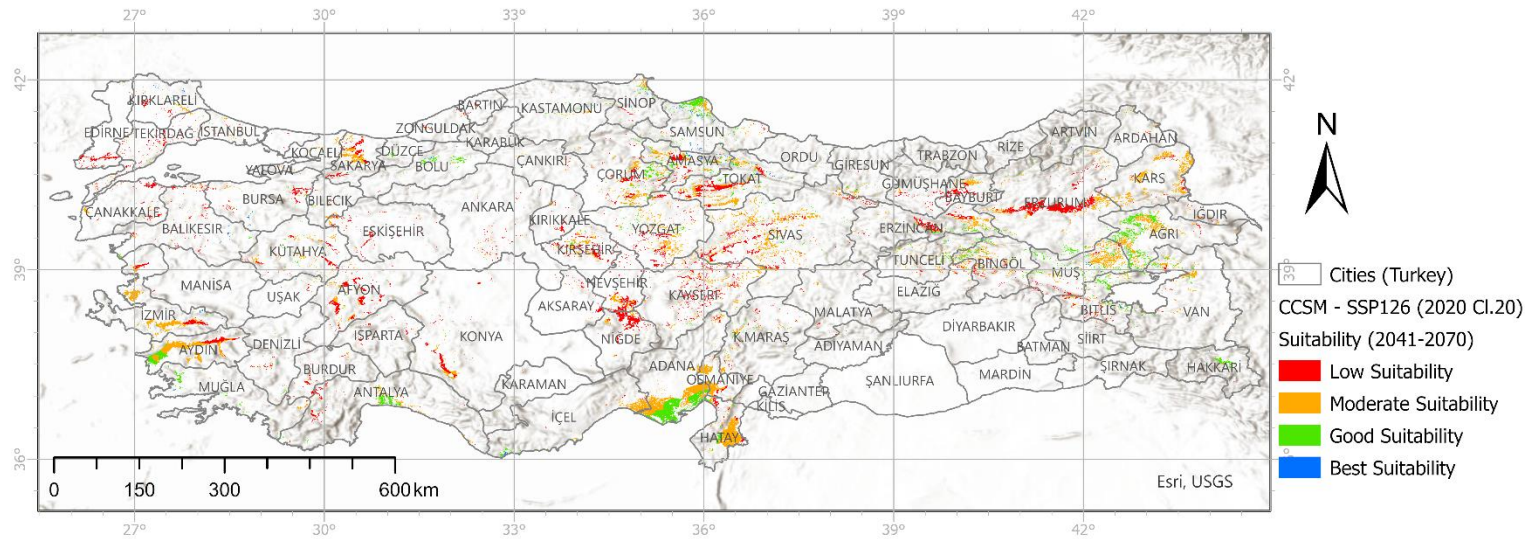 27° 30° 33° 36° 39° 42°
42° 42°
KIRKLARELİ BARTIN KASTAMONU SİNOP
EDİRNE TEKİRDAĞ İSTANBUL ZONGULDAK KARABÜK SAMSUN ARTVİN ARDAHAN
KOCAELİ DÜZCE ORDU TRABZON RİZE
YALOVA SAKARYA BOLU ÇANKIRI ÇORUM AMASYA TOKAT GİRESUN GÜMÜŞHANE KARS
ÇANAKKALE BURSA BİLECİK ANKARA BAYBURT ERZURUM IĞDIR
BALIKESİR ESKİŞEHİR KIRIKKALE YOZGAT SİVAS ERZİNCAN AĞRI
KÜTAHYA KIRŞEHİR TUNCELİ BİNGÖL MUŞ 39°
MANİSA UŞAK AFYON NEVŞEHİR KAYSERİ ELAZIĞ
İZMİR AKSARAY MALATYA BİTLİS VAN
AYDIN DENİZLİ ISPARTA KONYA NİĞDE K.MARAŞ DİYARBAKIR SİİRT
ADIYAMAN BATMAN
MUĞLA BURDUR ANTALYA KARAMAN ADANA OSMANİYE GAZİANTEP ŞANLIURFA MARDİN ŞIRNAK HAKKARİ
İÇEL KİLİS
HATAY
36°
0 150 300 600 km
Esri, USGS
27° 30° 33° 36° 39° 42°
N
Cities (Turkey)
CCSM - SSP126 (2020 Cl.20)
Suitability (2041-2070)
Low Suitability
Moderate Suitability
Good Suitability
Best Suitability